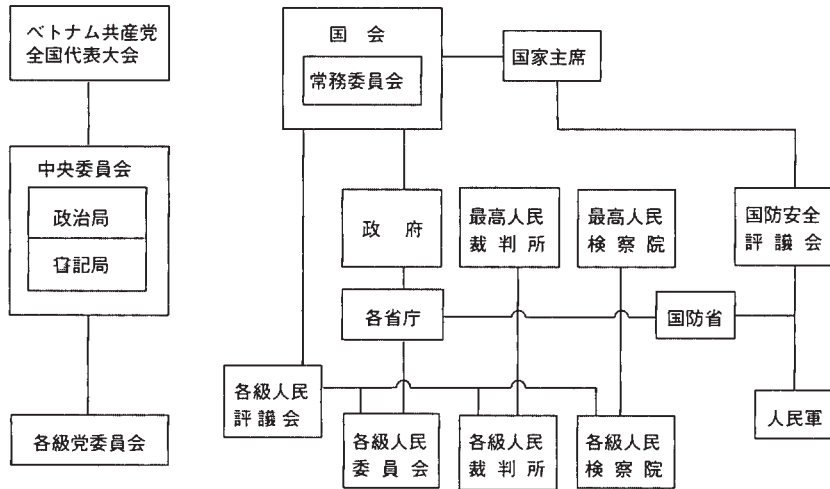 ベトナム共産党
全国代表大会
国会
常務委員会
国家主席
中央委員会
政治局
記局
政府
最高人民
裁判所
最高人民
検察院
国防安全
評議会
各省庁
国防省
各級人民
評議会
人民軍
各級党委員会
各級人民
委員会
各級人民
裁判所
各級人民
検察院